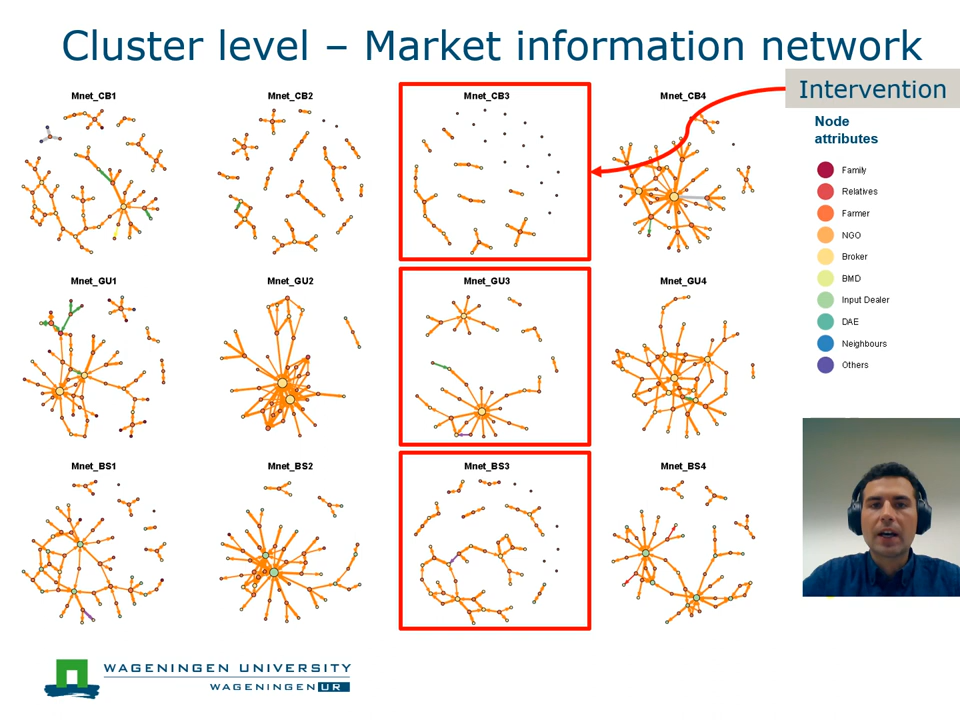 Cluster level – Market information network
Intervention
Mnet_CB1
Mnet_CB2
Mnet_CB3
Mnet_CB4
Node
attributes
Family
Relatives
Farmer
NGO
Broker
BMD
Input Dealer
DAE
Neighbours
Others
Mnet_GU1
Mnet_GU2
Mnet_GU3
Mnet_GU4
Mnet_BS1
Mnet_BS2
Mnet_BS3
Mnet_BS4
WAGENINGEN UNIVERSITY
WAGENINGEN UR